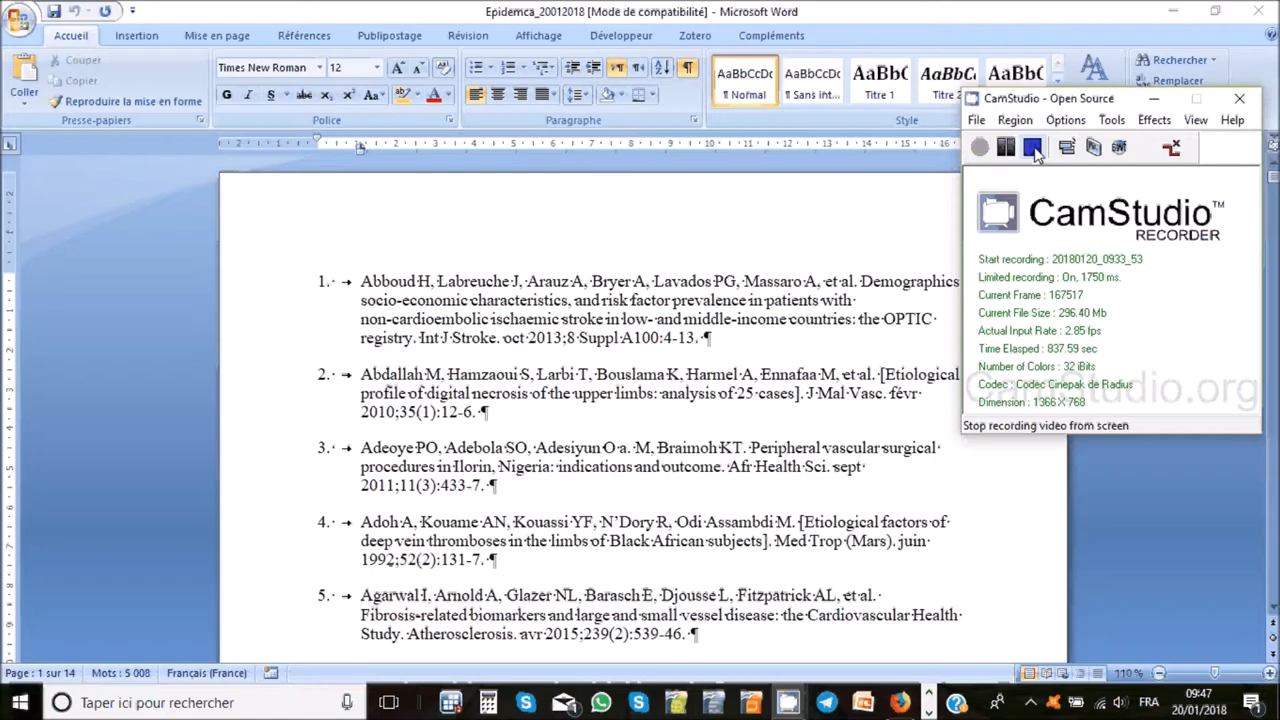 Epidemca_20012018 [Mode de compatibilité] - Microsoft Word
Accueil Insertion Mise en page Références Publipostage Révision Affichage Développeur Zotero Compléments
Coller
Couper
Copier
Reproduire la mise en forme
Presse-papiers
Times New Roman 12
G I S abc x₂ x² Aa
Police
AaBbCcDc AaBbCcDc AaBbC AaBbCc AaBbC
¶ Normal ¶ Sans int... Titre 1
Style
Rechercher
Remplacer
CamStudio - Open Source
File Region Options Tools Effects View Help
CamStudio™
RECORDER
Start recording : 20180120_0933_53
Limited recording : On, 1750 ms.
Current Frame : 167517
Current File Size : 296.40 Mb
Actual Input Rate : 2.85 fps
Time Elasped : 837.59 sec
Number of Colors : 32 iBits
Codec : Codec Cinepak de Radius
Dimension : 1366 X 768
CamStudio.org
Stop recording video from screen
1. Abboud H, Labreuche J, Arauz A, Bryer A, Lavados PG, Massaro A, et al. Demographics
socio-economic characteristics, and risk factor prevalence in patients with
non-cardioembolic ischaemic stroke in low- and middle-income countries: the OPTIC
registry. Int J Stroke. oct 2013;8 Suppl A100:4-13. ¶
2. Abdallah M, Hamzaoui S, Larbi T, Bouslama K, Harmel A, Ennafaa M, et al. [Etiological
profile of digital necrosis of the upper limbs: analysis of 25 cases]. J Mal Vasc. févr
2010;35(1):12-6. ¶
3. Adeoye PO, Adebola SO, Adesiyun O a. M, Braimoh KT. Peripheral vascular surgical
procedures in Ilorin, Nigeria: indications and outcome. Afr Health Sci. sept
2011;11(3):433-7. ¶
4. Adoh A, Kouame AN, Kouassi YF, N'Dory R, Odi Assambdi M. [Etiological factors of
deep vein thromboses in the limbs of Black African subjects]. Med Trop (Mars). juin
1992;52(2):131-7. ¶
5. Agarwal I, Arnold A, Glazer NL, Barasch E, Djousse L, Fitzpatrick AL, et al.
Fibrosis-related biomarkers and large and small vessel disease: the Cardiovascular Health
Study. Atherosclerosis. avr 2015;239(2):539-46. ¶
Page : 1 sur 14 Mots : 5 008 Français (France) 110 %
Taper ici pour rechercher
FRA
09:47
20/01/2018